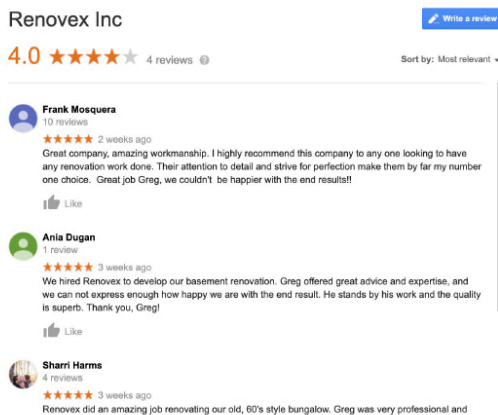 Renovex Inc
Write a review
4.0 4 reviews ?
Sort by: Most relevant
Frank Mosquera
10 reviews
2 weeks ago
Great company, amazing workmanship. I highly recommend this company to any one looking to have
any renovation work done. Their attention to detail and strive for perfection make them by far my number
one choice. Great job Greg, we couldn't be happier with the end results!!
Like
Ania Dugan
1 review
3 weeks ago
We hired Renovex to develop our basement renovation. Greg offered great advice and expertise, and
we can not express enough how happy we are with the end result. He stands by his work and the quality
is superb. Thank you, Greg!
Like
Sharri Harms
4 reviews
3 weeks ago
Renovex did an amazing job renovating our old, 60's style bungalow. Greg was very professional and